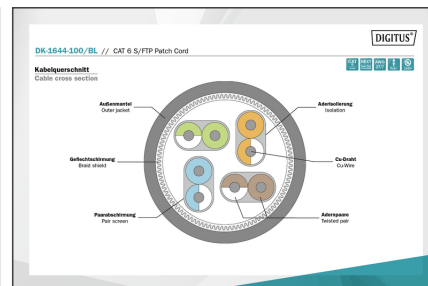 DIGITUS®
DK-1644-100/BL // CAT 6 S/FTP Patch Cord
Kabelquerschnitt
Cable cross section
Außenmantel
Outer jacket
Aderisolierung
Isolation
Geflechtschirmung
Braid shield
Cu-Draht
Cu-Wire
Paarabschirmung
Pair screen
Aderspaare
Twisted pair